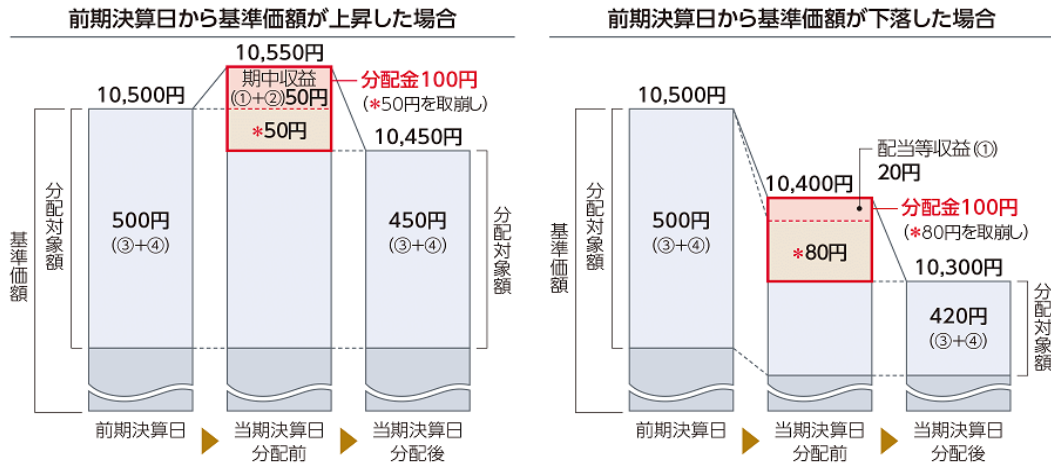 前期決算日から基準価額が上昇した場合
10,550円
10,500円
期中収益
(①+②)50円
分配金100円
(*50円を取崩し)
*50円
10,450円
基準価額
分配対象額
500円
(③+④)
450円
(③+④)
分配対象額
前期決算日
当期決算日
分配前
当期決算日
分配後
前期決算日から基準価額が下落した場合
10,500円
配当等収益(①)
20円
10,400円
分配金100円
(*80円を取崩し)
*80円
10,300円
基準価額
分配対象額
500円
(③+④)
420円
(③+④)
分配対象額
前期決算日
当期決算日
分配前
当期決算日
分配後